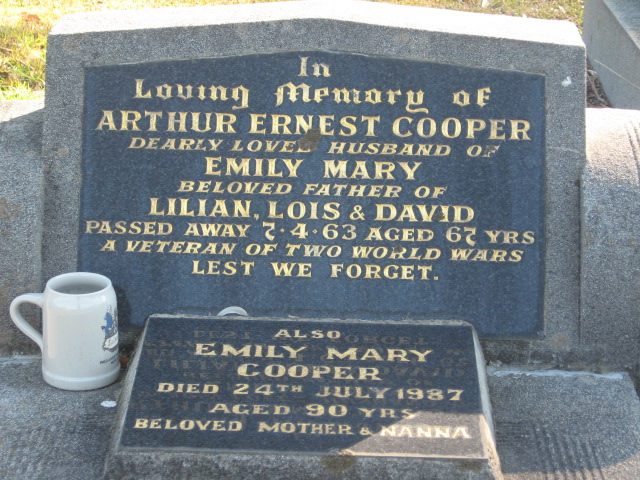 In
Loving Memory of
ARTHUR ERNEST COOPER
DEARLY LOVED HUSBAND OF
EMILY MARY
BELOVED FATHER OF
LILIAN, LOIS & DAVID
PASSED AWAY 7·4·63 AGED 67 YRS
A VETERAN OF TWO WORLD WARS
LEST WE FORGET.
ALSO
EMILY MARY
COOPER
DIED 24TH JULY 1987
AGED 90 YRS
BELOVED MOTHER & NANNA